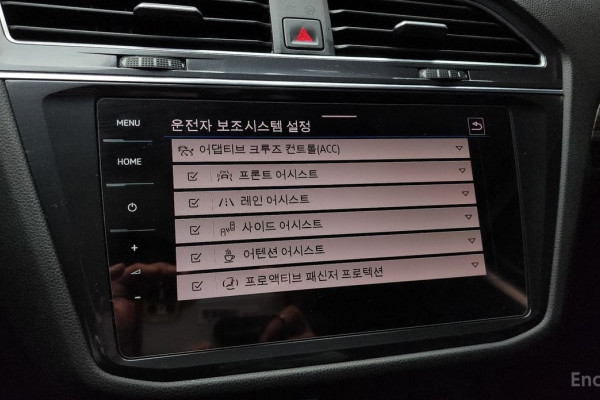 MENU
운전자 보조시스템 설정
어댑티브 크루즈 컨트롤(ACC)
HOME
프론트 어시스트
레인 어시스트
사이드 어시스트
+
어텐션 어시스트
프로액티브 패신저 프로텍션
-